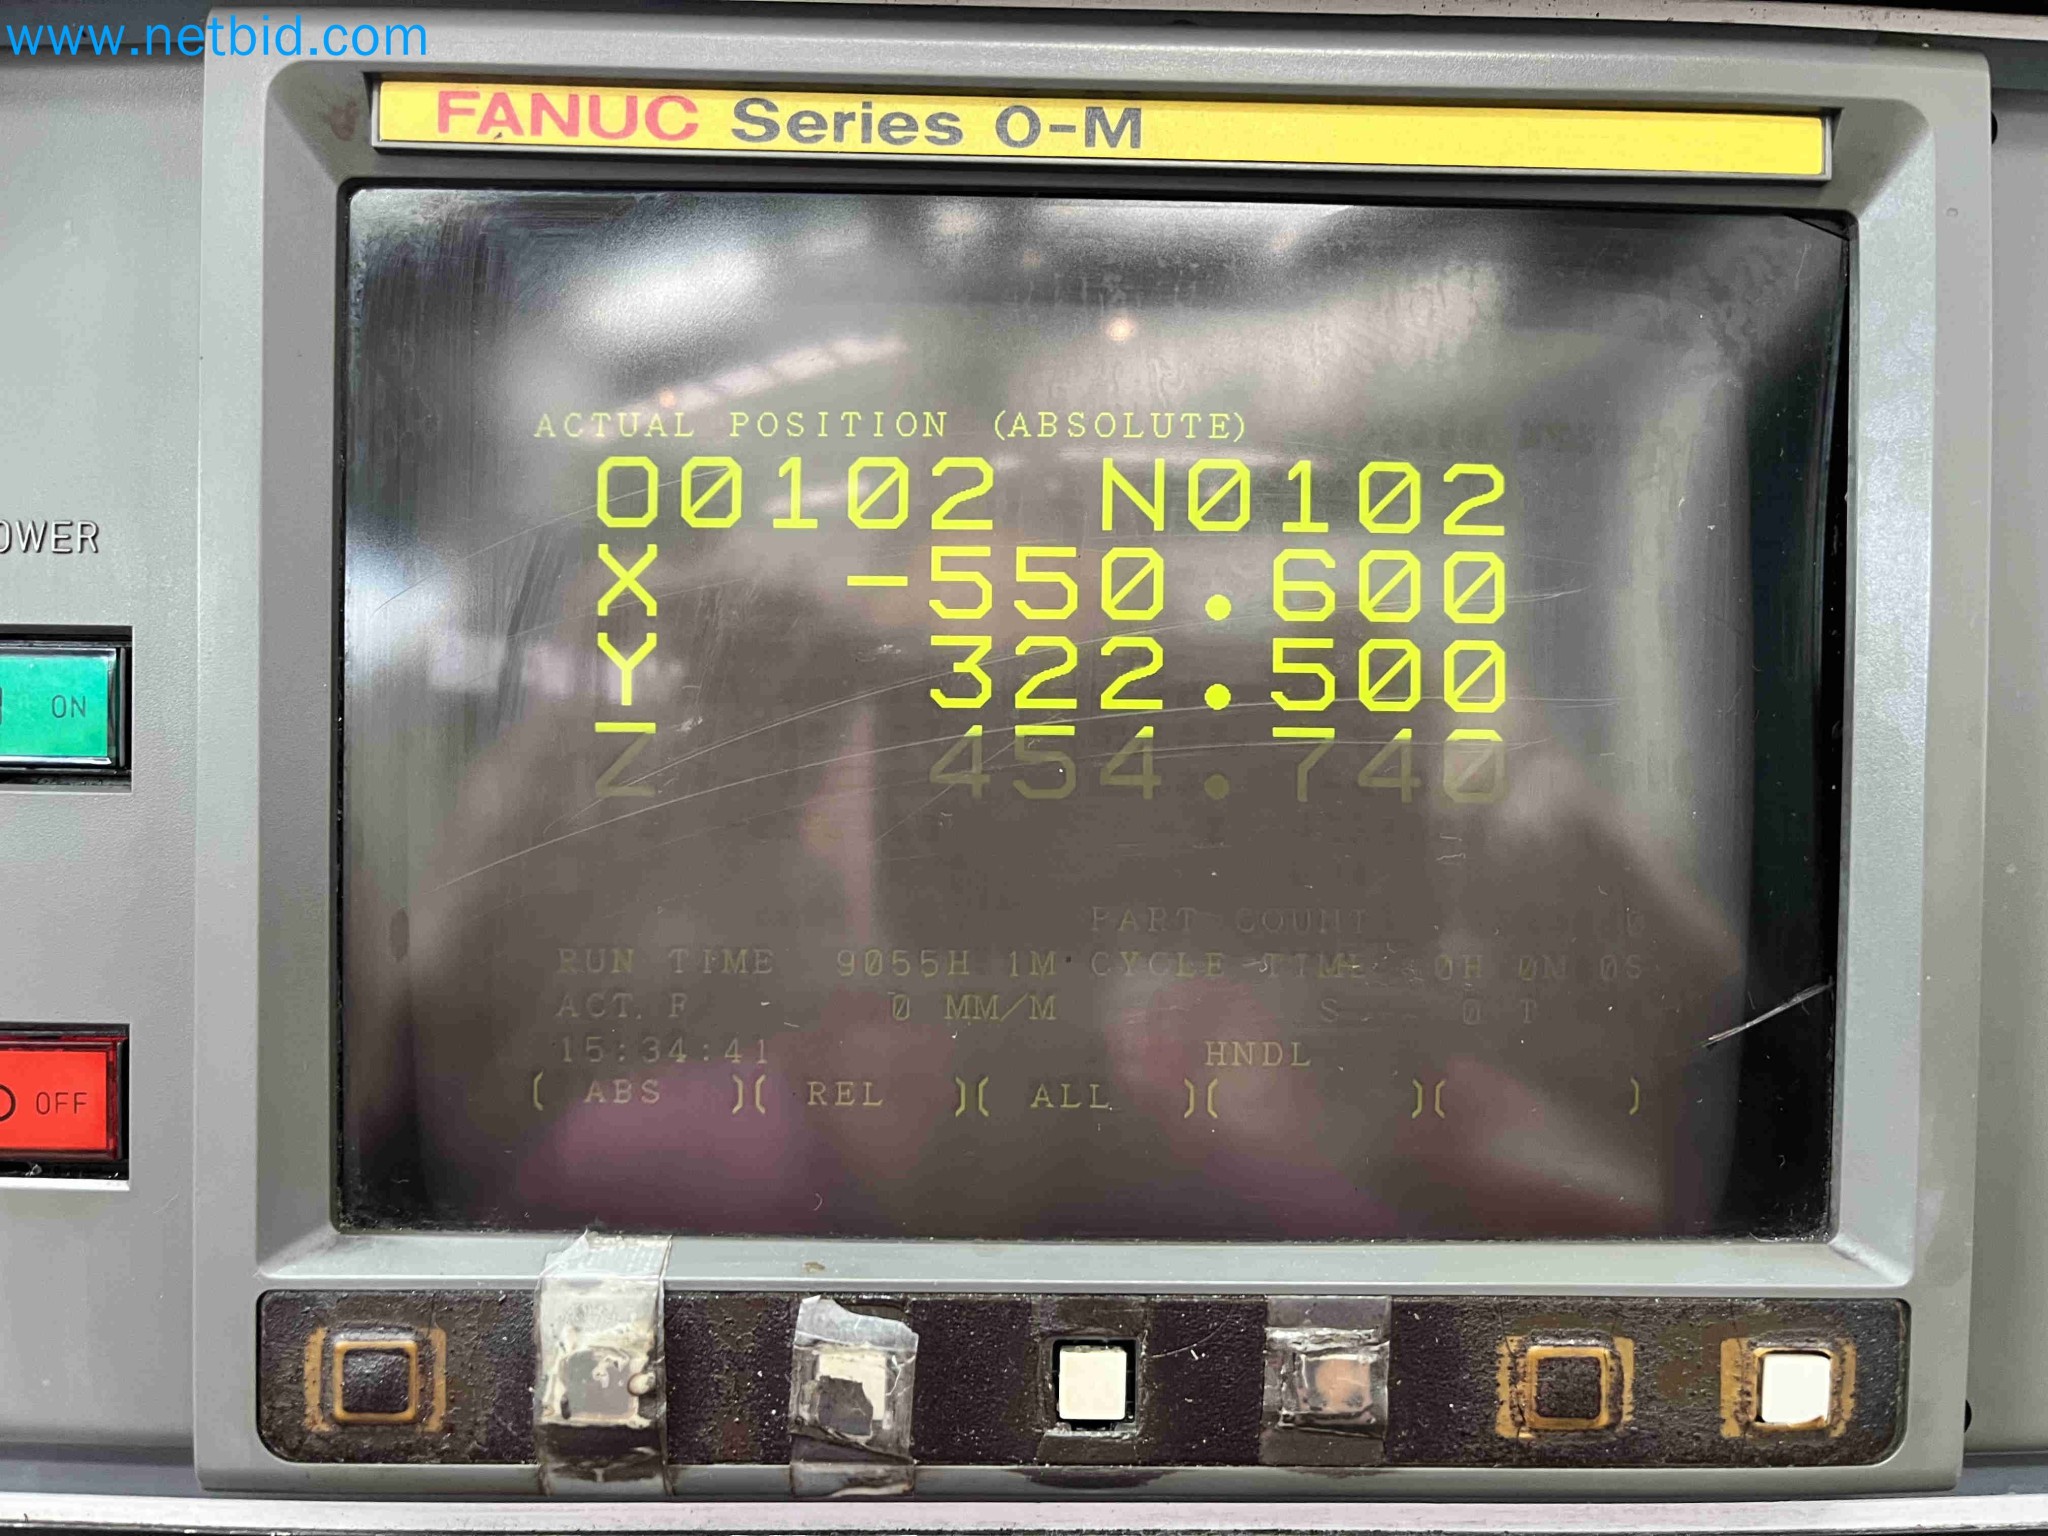 www.netbid.com
FANUC Series O-M
ACTUAL POSITION (ABSOLUTE)
O0102 N0102
X -550.600
Y 322.500
Z 454.740
PART COUNT 0
RUN TIME 9055H 1M CYCLE TIME 0H 0M 0S
ACT. F 0 MM/M S 0 T
15:34:41 HNDL
( ABS )( REL )( ALL )( )( )
OWER
ON
OFF